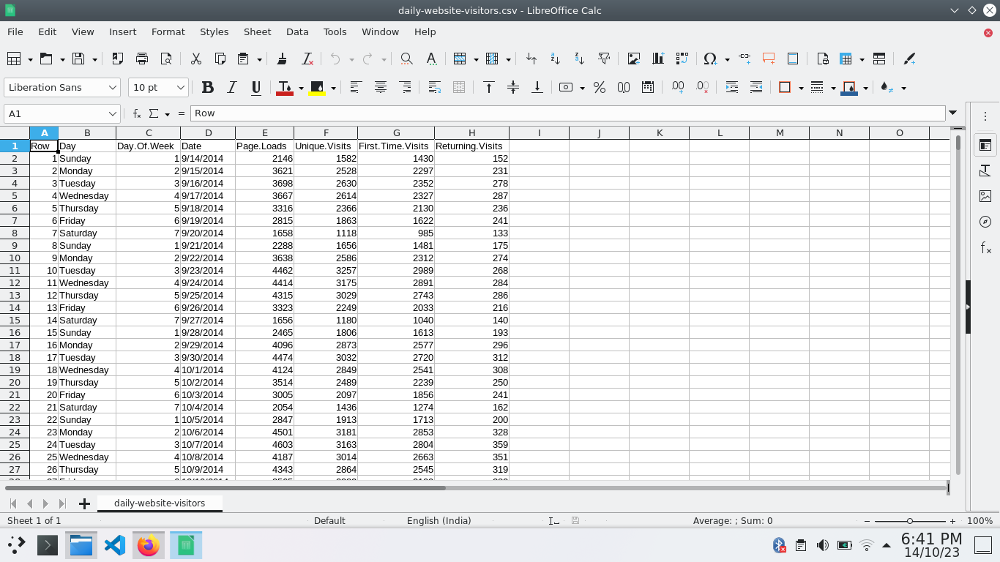 daily-website-visitors.csv - LibreOffice Calc
File Edit View Insert Format Styles Sheet Data Tools Window Help
Liberation Sans 10 pt
A1 Row
A B C D E F G H I J K L M N O
1 Row Day Day.Of.Week Date Page.Loads Unique.Visits First.Time.Visits Returning.Visits
2 1 Sunday 1 9/14/2014 2146 1582 1430 152
3 2 Monday 2 9/15/2014 3621 2528 2297 231
4 3 Tuesday 3 9/16/2014 3698 2630 2352 278
5 4 Wednesday 4 9/17/2014 3667 2614 2327 287
6 5 Thursday 5 9/18/2014 3316 2366 2130 236
7 6 Friday 6 9/19/2014 2815 1863 1622 241
8 7 Saturday 7 9/20/2014 1658 1118 985 133
9 8 Sunday 1 9/21/2014 2288 1656 1481 175
10 9 Monday 2 9/22/2014 3638 2586 2312 274
11 10 Tuesday 3 9/23/2014 4462 3257 2989 268
12 11 Wednesday 4 9/24/2014 4414 3175 2891 284
13 12 Thursday 5 9/25/2014 4315 3029 2743 286
14 13 Friday 6 9/26/2014 3323 2249 2033 216
15 14 Saturday 7 9/27/2014 1656 1180 1040 140
16 15 Sunday 1 9/28/2014 2465 1806 1613 193
17 16 Monday 2 9/29/2014 4096 2873 2577 296
18 17 Tuesday 3 9/30/2014 4474 3032 2720 312
19 18 Wednesday 4 10/1/2014 4124 2849 2541 308
20 19 Thursday 5 10/2/2014 3514 2489 2239 250
21 20 Friday 6 10/3/2014 3005 2097 1856 241
22 21 Saturday 7 10/4/2014 2054 1436 1274 162
23 22 Sunday 1 10/5/2014 2847 1913 1713 200
24 23 Monday 2 10/6/2014 4501 3181 2853 328
25 24 Tuesday 3 10/7/2014 4603 3163 2804 359
26 25 Wednesday 4 10/8/2014 4187 3014 2663 351
27 26 Thursday 5 10/9/2014 4343 2864 2545 319
daily-website-visitors
Sheet 1 of 1 Default English (India) Average: ; Sum: 0 100%
6:41 PM
14/10/23